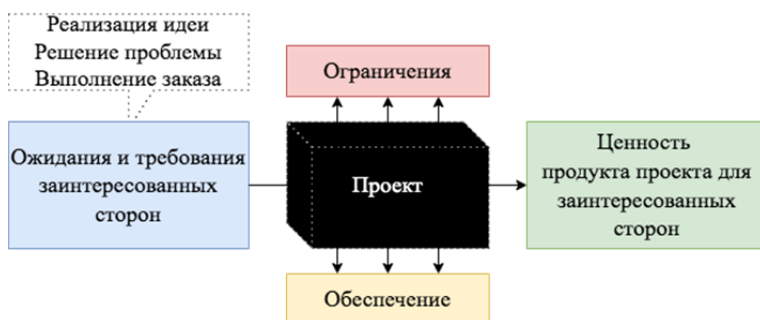 Реализация идеи
Решение проблемы
Выполнение заказа
Ограничения
Ожидания и требования
заинтересованных
сторон
Проект
Ценность
продукта проекта для
заинтересованных
сторон
Обеспечение